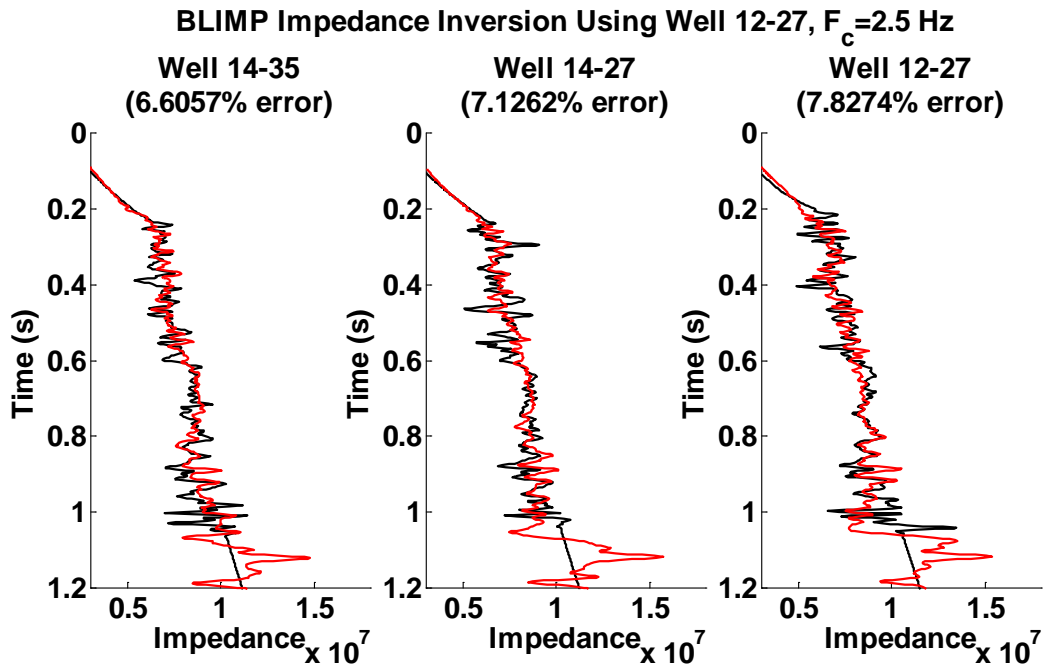 BLIMP Impedance Inversion Using Well 12-27, F_c=2.5 Hz
Well 14-35
(6.6057% error)
Well 14-27
(7.1262% error)
Well 12-27
(7.8274% error)
Time (s)
0
0.2
0.4
0.6
0.8
1
1.2
0.5
1
1.5
Impedance
x 10^7
Time (s)
0
0.2
0.4
0.6
0.8
1
1.2
0.5
1
1.5
Impedance
x 10^7
Time (s)
0
0.2
0.4
0.6
0.8
1
1.2
0.5
1
1.5
Impedance
x 10^7